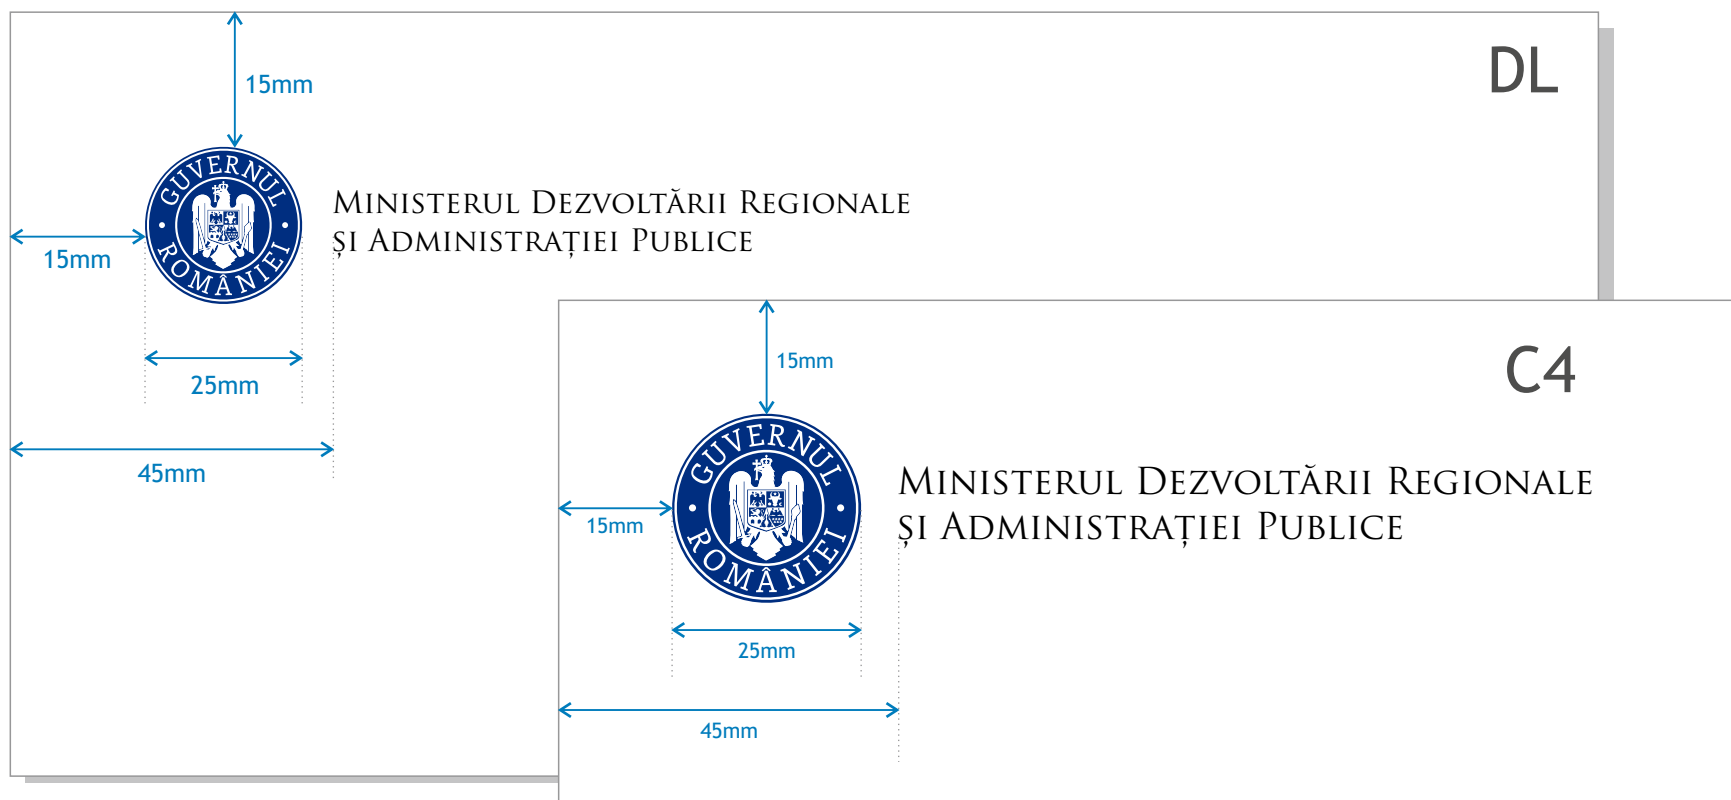 DL
15mm
GUVERNUL
ROMÂNIEI
MINISTERUL DEZVOLTĂRII REGIONALE
ȘI ADMINISTRAȚIEI PUBLICE
15mm
25mm
45mm
C4
15mm
GUVERNUL
ROMÂNIEI
MINISTERUL DEZVOLTĂRII REGIONALE
ȘI ADMINISTRAȚIEI PUBLICE
15mm
25mm
45mm